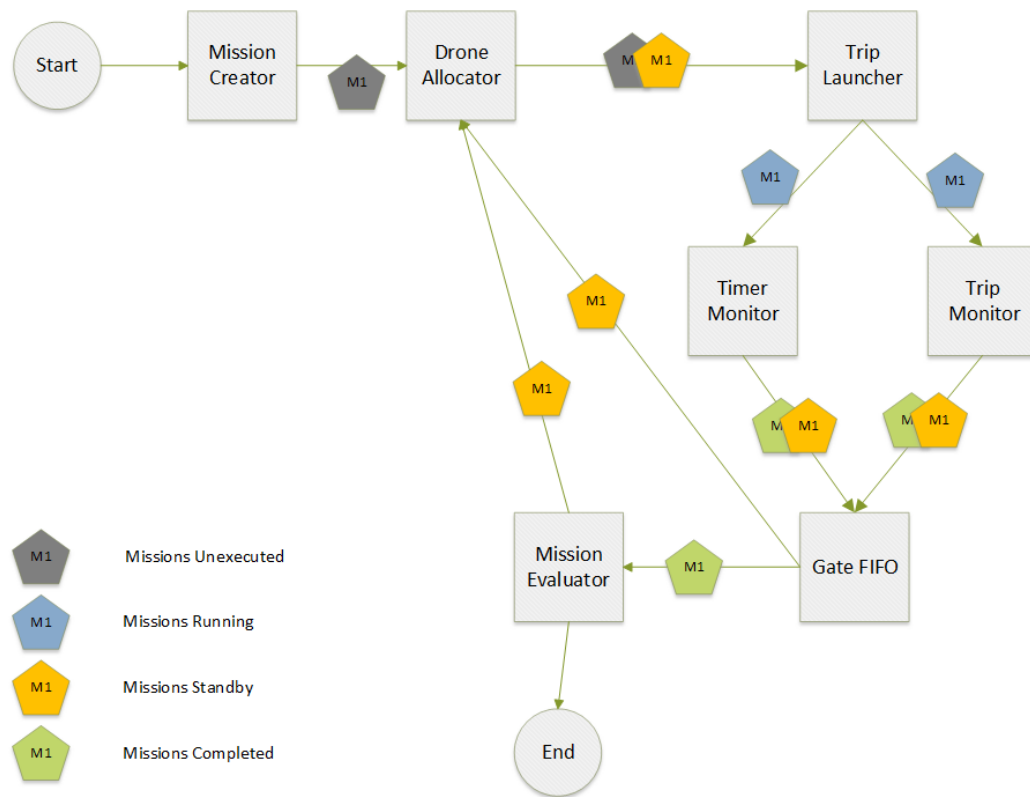 Start
Mission
Creator
M1
Drone
Allocator
M
M1
Trip
Launcher
M1
M1
Timer
Monitor
Trip
Monitor
M1
M1
M
M1
M
M1
Mission
Evaluator
M1
Gate FIFO
M1
Missions Unexecuted
M1
Missions Running
M1
Missions Standby
M1
Missions Completed
End